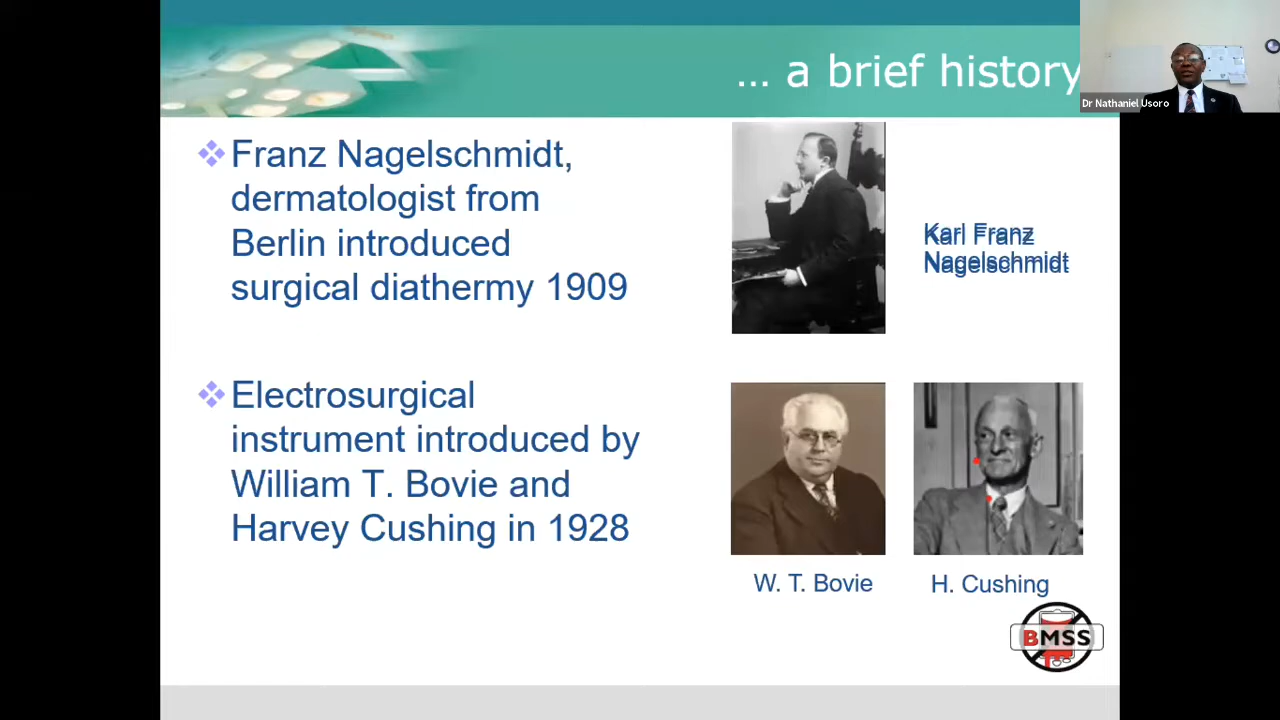 ... a brief history
Dr Nathaniel Usoro
Franz Nagelschmidt,
dermatologist from
Berlin introduced
surgical diathermy 1909
Karl Franz
Nagelschmidt
Electrosurgical
instrument introduced by
William T. Bovie and
Harvey Cushing in 1928
W. T. Bovie
H. Cushing
BMSS